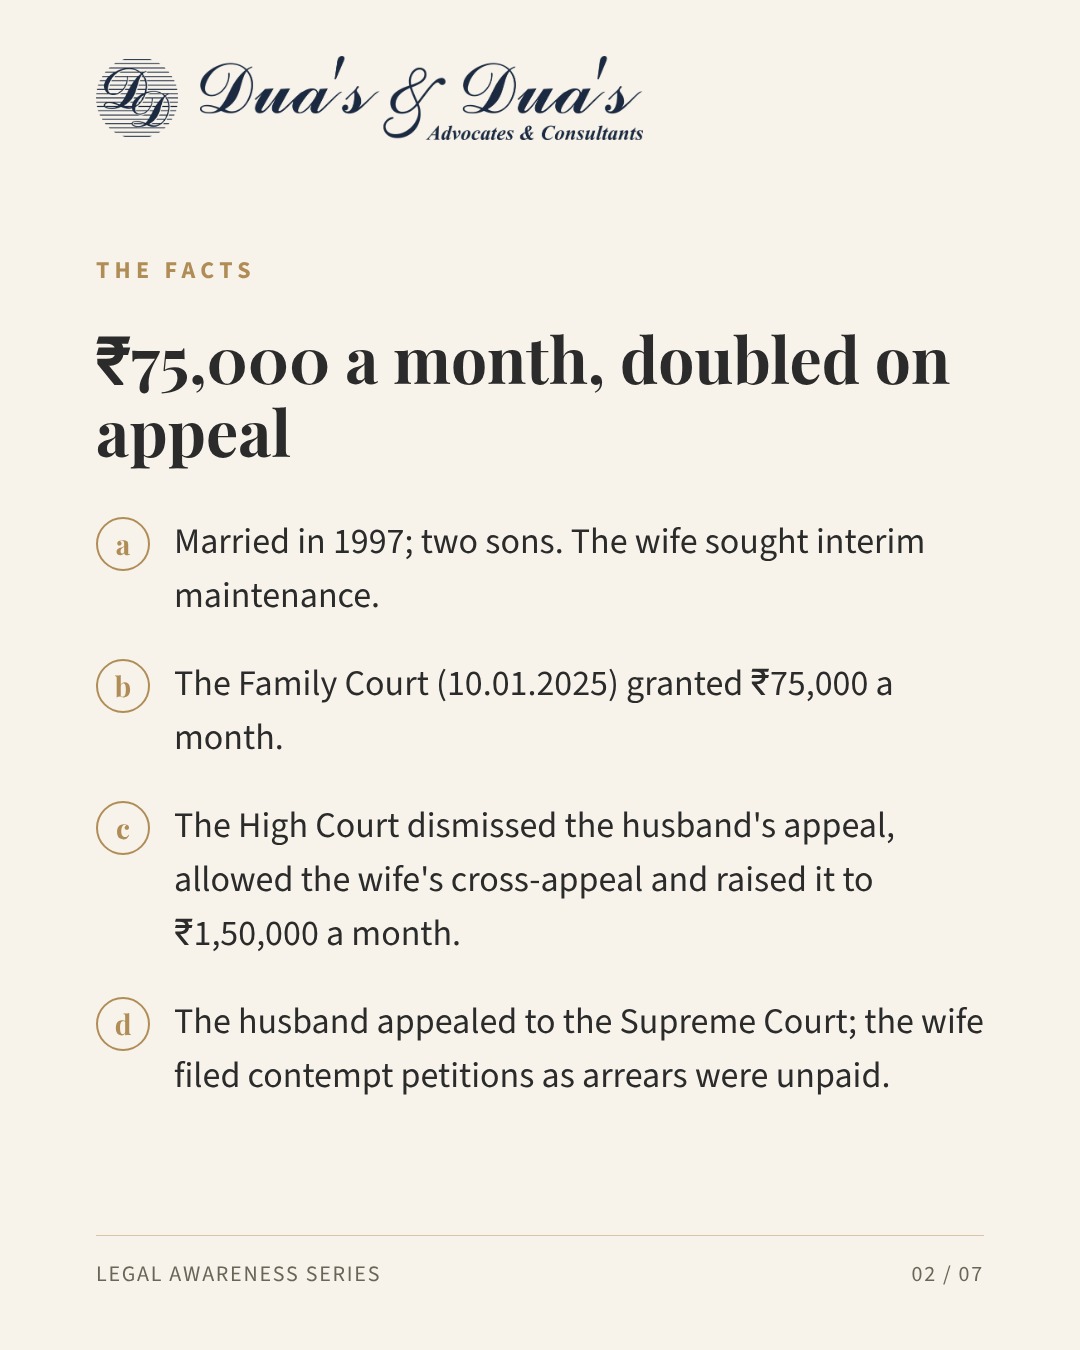 DD Dua's & Dua's
Advocates & Consultants
THE FACTS
₹75,000 a month, doubled on
appeal
a Married in 1997; two sons. The wife sought interim
maintenance.
b The Family Court (10.01.2025) granted ₹75,000 a
month.
c The High Court dismissed the husband's appeal,
allowed the wife's cross-appeal and raised it to
₹1,50,000 a month.
d The husband appealed to the Supreme Court; the wife
filed contempt petitions as arrears were unpaid.
LEGAL AWARENESS SERIES 02 / 07